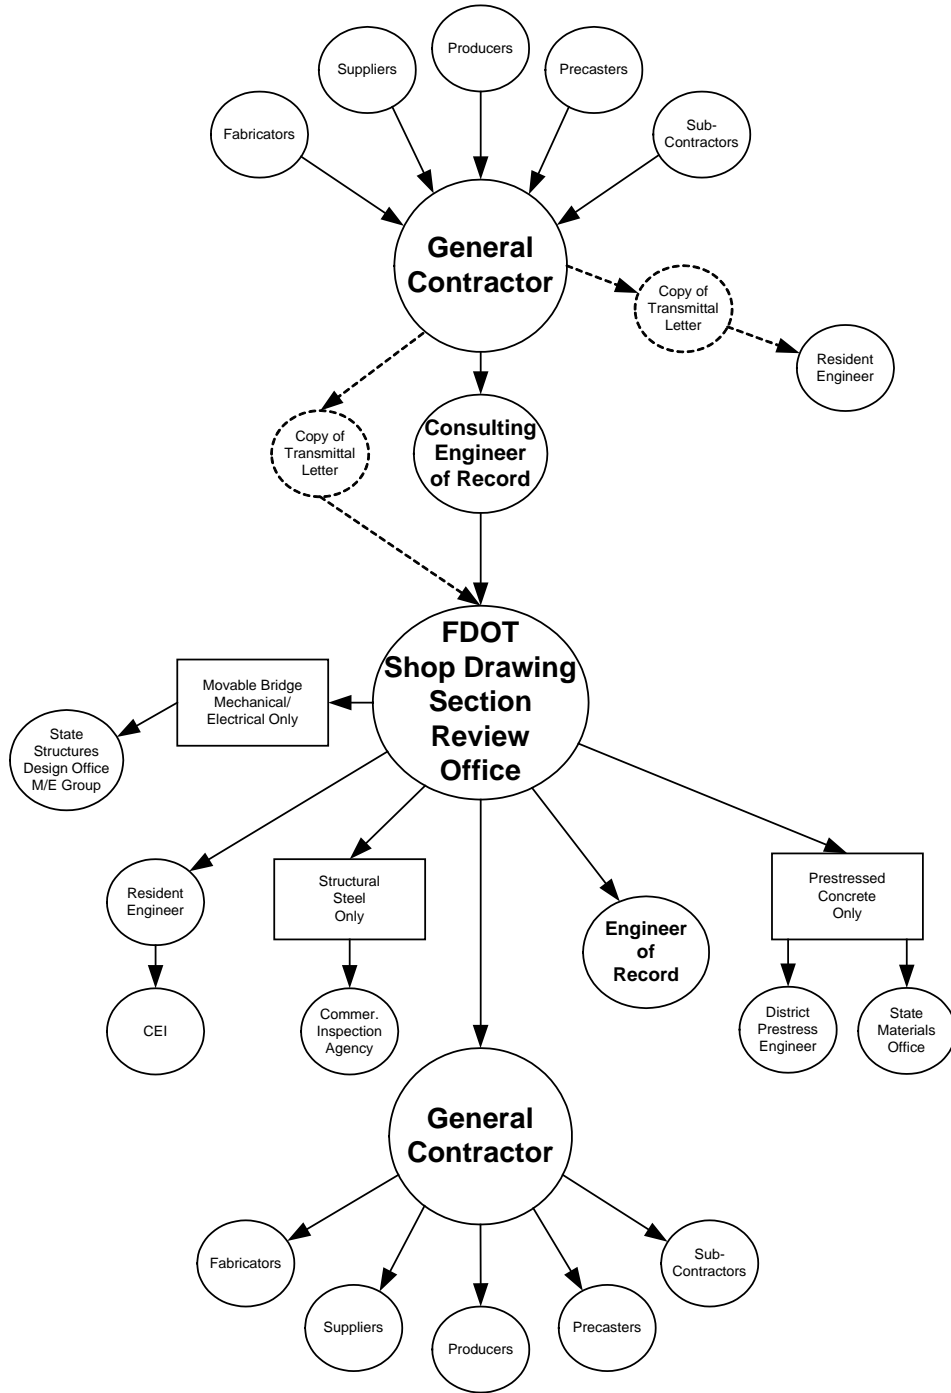 Producers
Suppliers
Precasters
Fabricators
Sub-
Contractors
General
Contractor
Copy of
Transmittal
Letter
Resident
Engineer
Copy of
Transmittal
Letter
Consulting
Engineer
of Record
FDOT
Shop Drawing
Section
Review
Office
Movable Bridge
Mechanical/
Electrical Only
State
Structures
Design Office
M/E Group
Resident
Engineer
Structural
Steel
Only
Engineer
of
Record
Prestressed
Concrete
Only
CEI
Commer.
Inspection
Agency
District
Prestress
Engineer
State
Materials
Office
General
Contractor
Fabricators
Sub-
Contractors
Suppliers
Producers
Precasters